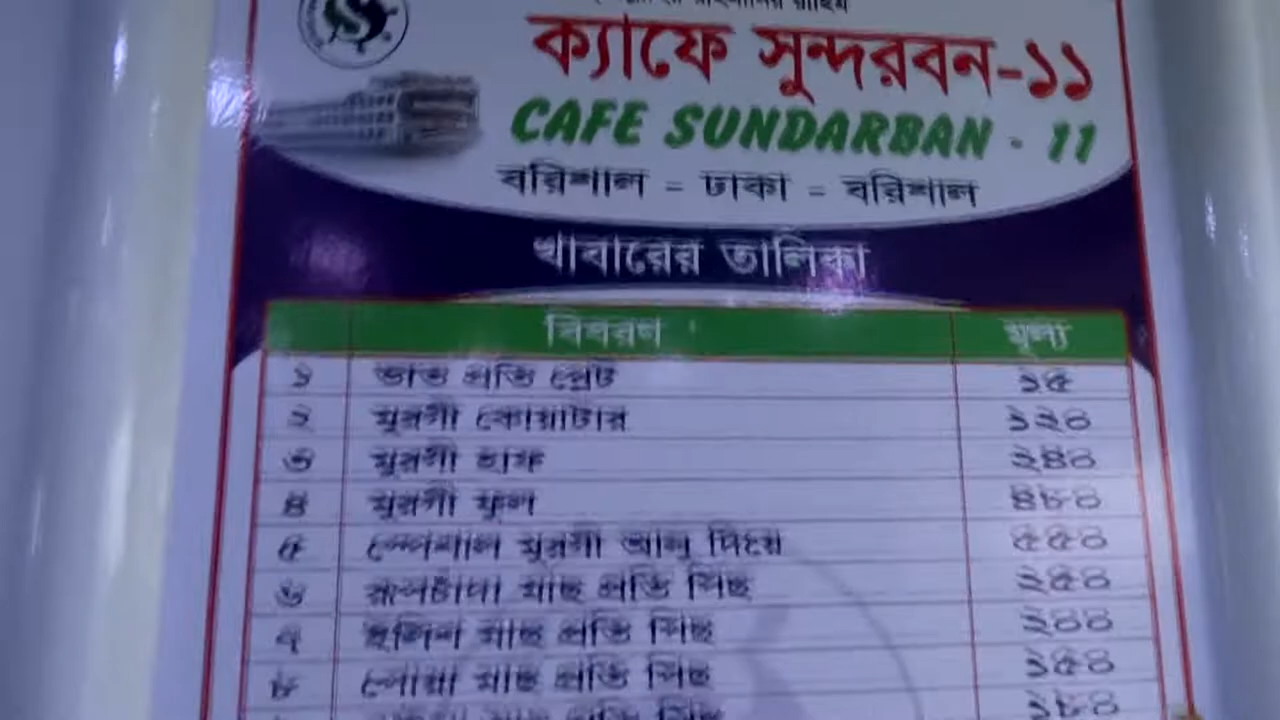 ক্যাফে সুন্দরবন-১১
CAFE SUNDARBAN - 11
বরিশাল - ঢাকা - বরিশাল
খাবারের তালিকা
বিবরণ মূল্য
১ ভাত প্রতি প্লেট ১৫
২ মুরগী কোয়াটার ১২০
৩ মুরগী হাফ ২৪০
৪ মুরগী ফুল ৪৮০
৫ স্পেশাল মুরগী আলু দিয়ে ৫৫০
৬ রূপচাঁদা মাছ প্রতি পিছ ২৫০
৭ ইলিশ মাছ প্রতি পিছ ২০০
৮ পোয়া মাছ প্রতি পিছ ১৫০
মাছ প্রতি পিছ ১৮০